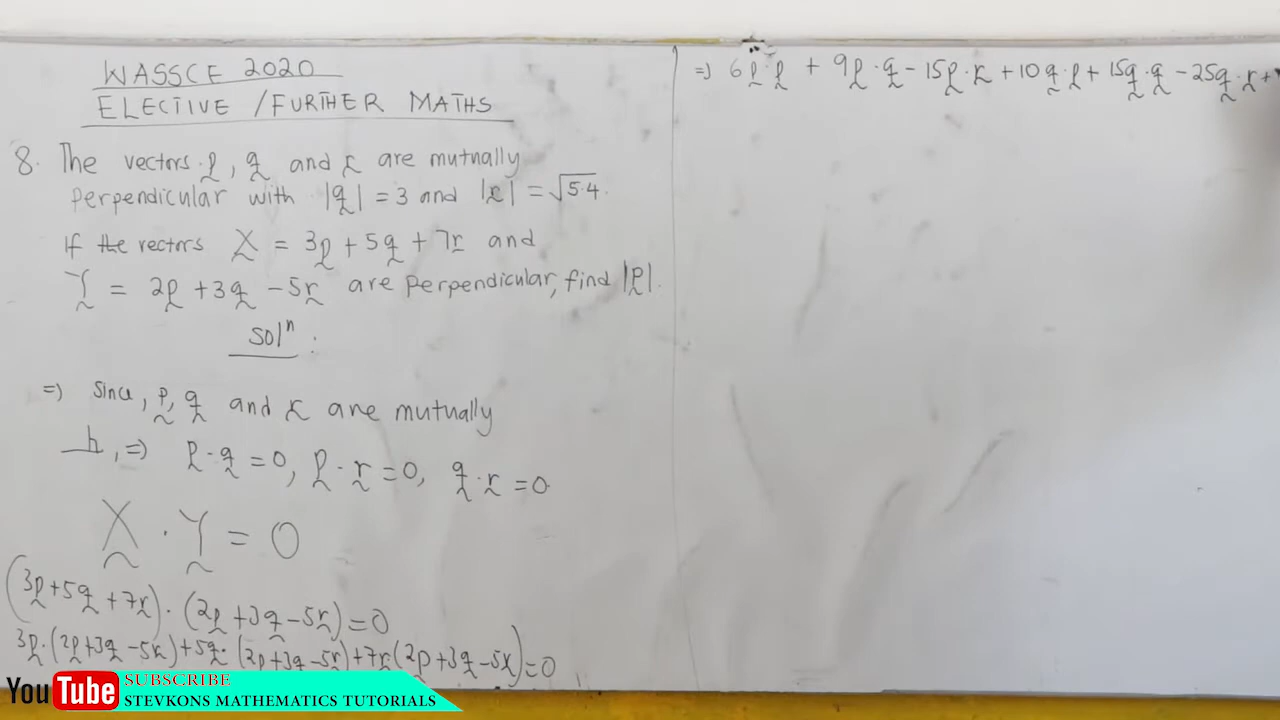 WASSCE 2020
ELECTIVE / FURTHER MATHS
8. The vectors p, q and r are mutually
perpendicular with |q| = 3 and |r| = √5.4.
If the vectors X = 3p + 5q + 7r and
Y = 2p + 3q - 5r are perpendicular, find |p|.
Solⁿ:
=) Since, p, q and r are mutually
h, =) p·q = 0, p·r = 0, q·r = 0
X · Y = 0
(3p + 5q + 7r) · (2p + 3q - 5r) = 0
3p·(2p+3q-5r) + 5q·(2p+3q-5r) + 7r(2p+3q-5r) = 0
=) 6p·p + 9p·q - 15p·r + 10q·p + 15q·q - 25q·r +
YouTube
SUBSCRIBE
STEVKONS MATHEMATICS TUTORIALS